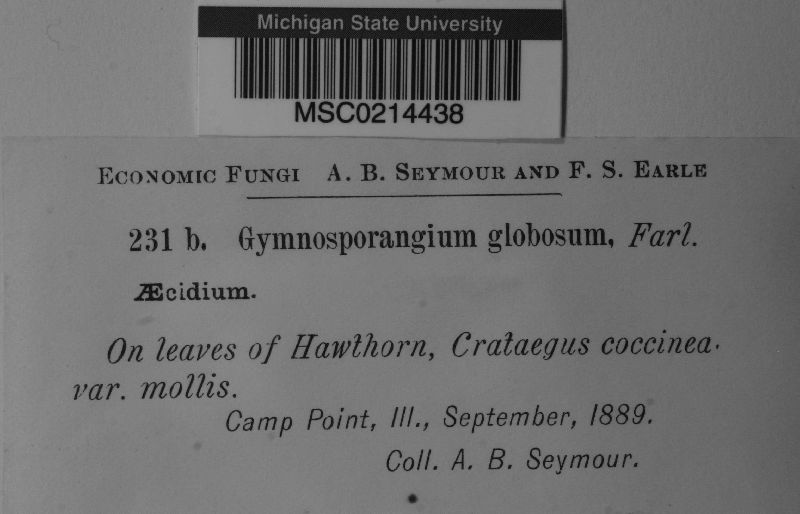 Michigan State University
MSC0214438
Economic Fungi A. B. Seymour and F. S. Earle
231 b. Gymnosporangium globosum, Farl.
Æcidium.
On leaves of Hawthorn, Crataegus coccinea.
var. mollis.
Camp Point, Ill., September, 1889.
Coll. A. B. Seymour.